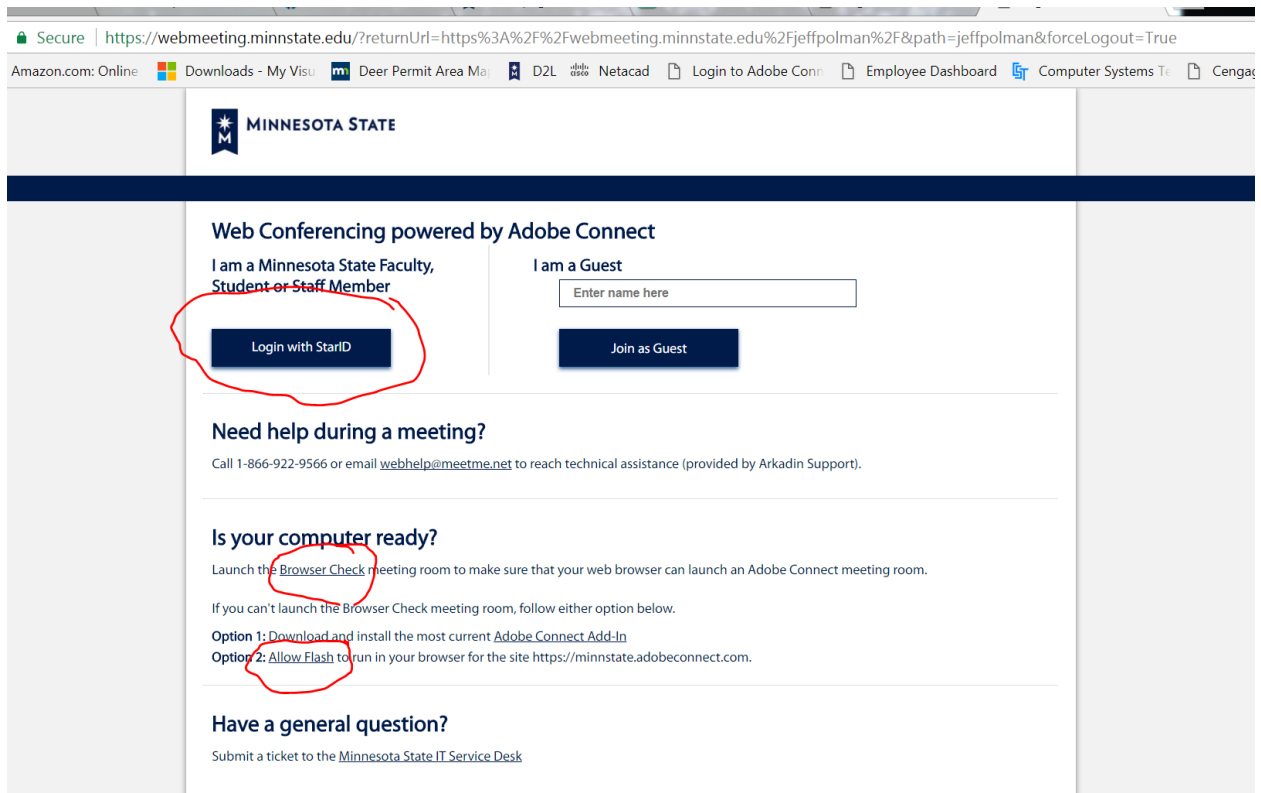 Secure | https://webmeeting.minnstate.edu/?returnUrl=https%3A%2F%2Fwebmeeting.minnstate.edu%2Fjeffpolman%2F&path=jeffpolman&forceLogout=True
Amazon.com: Online Downloads - My Visu mn Deer Permit Area Ma M D2L cisco Netacad Login to Adobe Conn Employee Dashboard Computer Systems Te Cengag
M MINNESOTA STATE
Web Conferencing powered by Adobe Connect
I am a Minnesota State Faculty,
Student or Staff Member
Login with StarID
I am a Guest
Enter name here
Join as Guest
Need help during a meeting?
Call 1-866-922-9566 or email webhelp@meetme.net to reach technical assistance (provided by Arkadin Support).
Is your computer ready?
Launch the Browser Check meeting room to make sure that your web browser can launch an Adobe Connect meeting room.
If you can't launch the Browser Check meeting room, follow either option below.
Option 1: Download and install the most current Adobe Connect Add-In
Option 2: Allow Flash to run in your browser for the site https://minnstate.adobeconnect.com.
Have a general question?
Submit a ticket to the Minnesota State IT Service Desk